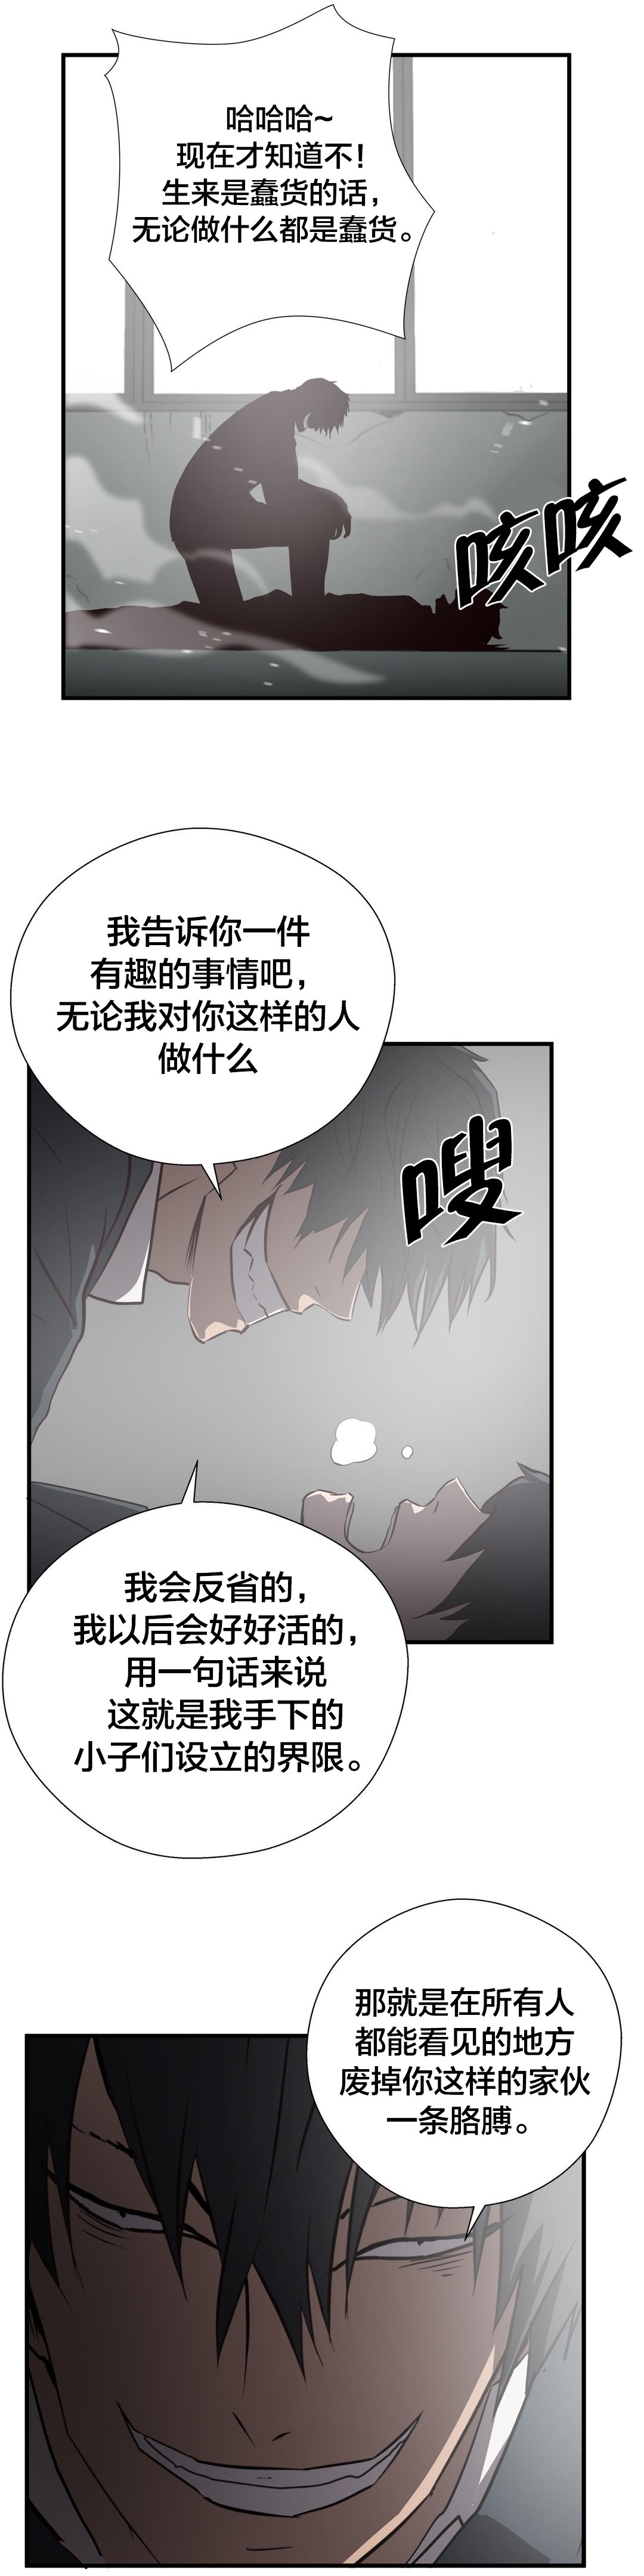 哈哈哈~
现在才知道不!
生来是蠢货的话，
无论做什么都是蠢货。
咳咳
我告诉你一件
有趣的事情吧，
无论我对你这样的人
做什么
嗖
我会反省的，
我以后会好好活的，
用一句话来说
这就是我手下的
小子们设立的界限。
那就是在所有人
都能看见的地方
废掉你这样的家伙
一条胳膊。